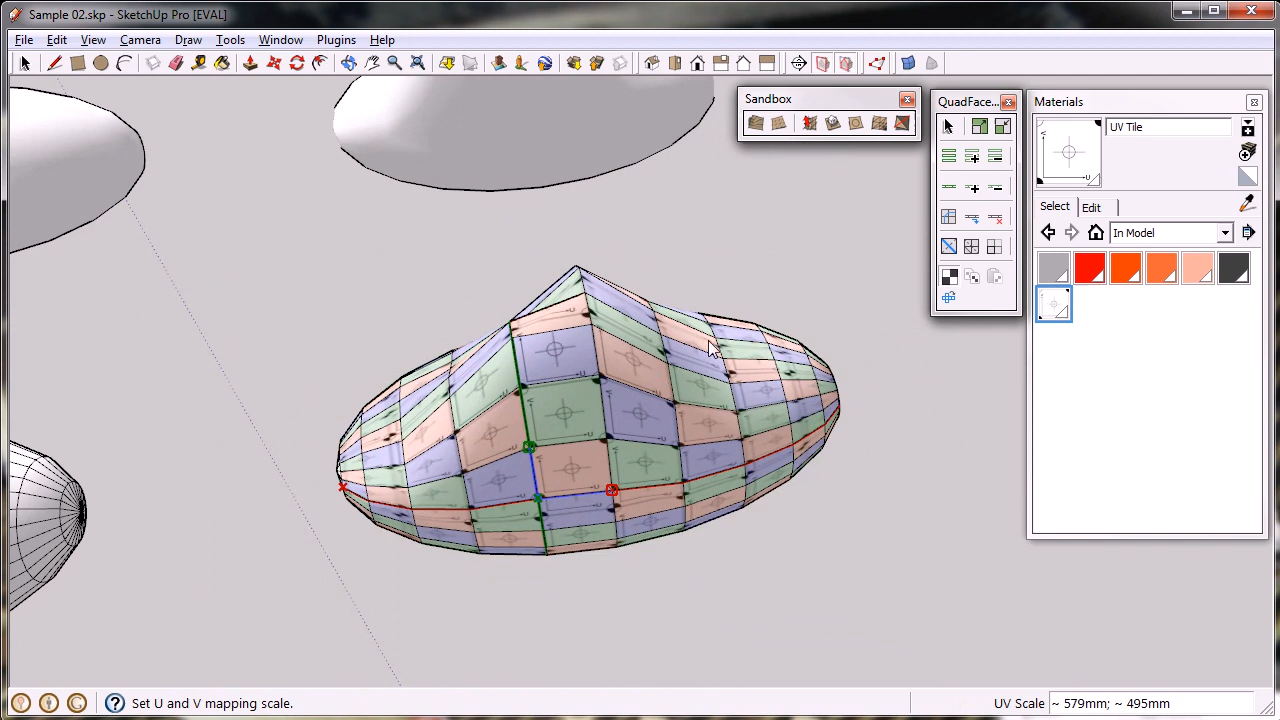 Sample 02.skp - SketchUp Pro [EVAL]
File Edit View Camera Draw Tools Window Plugins Help
Sandbox
QuadFace...
Materials
UV Tile
Select Edit
In Model
Set U and V mapping scale.
UV Scale ~ 579mm; ~ 495mm